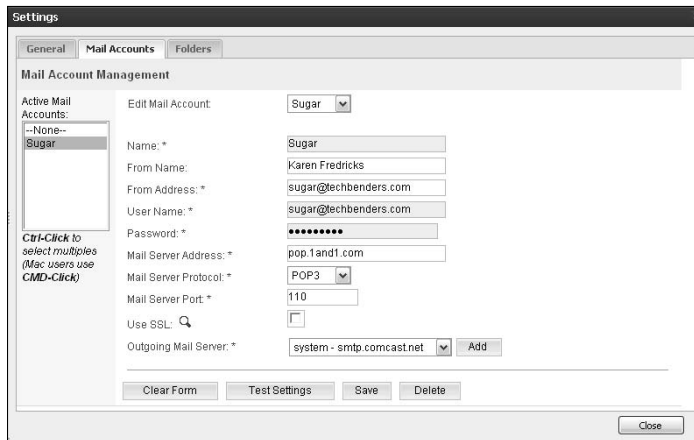 Settings
General Mail Accounts Folders
Mail Account Management
Active Mail
Accounts:
--None--
Sugar
Ctrl-Click to
select multiples
(Mac users use
CMD-Click)
Edit Mail Account: Sugar
Name: * Sugar
From Name: Karen Fredricks
From Address: * sugar@techbenders.com
User Name: * sugar@techbenders.com
Password: * •••••••••
Mail Server Address: * pop.1and1.com
Mail Server Protocol: * POP3
Mail Server Port: * 110
Use SSL:
Outgoing Mail Server: * system - smtp.comcast.net Add
Clear Form Test Settings Save Delete
Close